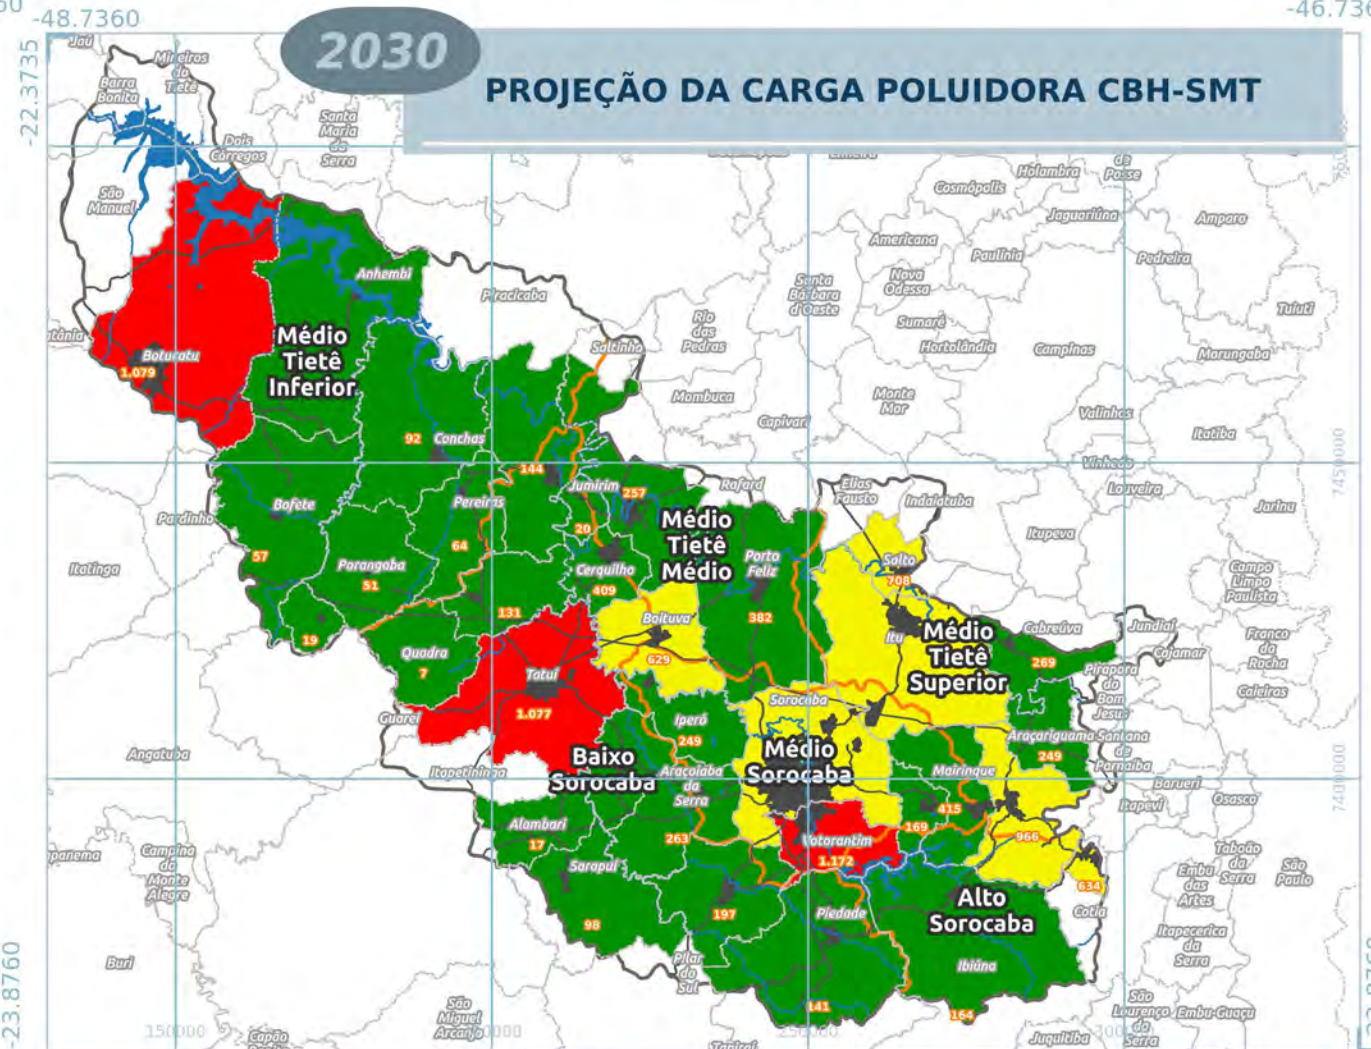 -48.7360
-22.3735
2030
PROJEÇÃO DA CARGA POLUIDORA CBH-SMT
Jaú
Mineiros
do
Tietê
Barra
Bonita
Santa
Maria
da
Serra
Dois
Córregos
São
Manuel
de
Posse
Holambra
Cosmópolis
Jaguariúna
Amparo
Americana
Paulínia
Pedreira
Anhembi
Piracicaba
Santa
Bárbara
d'Oeste
Nova
Odessa
Tuiuti
Rio
das
Pedras
Sumaré
Hortolândia
Campinas
Morungaba
Médio
Tietê
Inferior
Botucatu
1.079
Saltinho
Mombuca
Monte
Mor
Capivari
Valinhos
Itatiba
92
Conchas
Vinhedo
7450000
144
Jumirim
257
Rafard
Elias
Fausto
Indaiatuba
Louveira
Jarinu
Bofete
Pereiras
Pardinho
Médio
Tietê
Médio
20
Itupeva
57
64
Porangaba
51
Cerquilho
409
Porto
Feliz
382
Salto
708
Itatinga
Campo
Limpo
Paulista
19
131
Boituva
629
Itu
Médio
Tietê
Superior
Cabreúva
269
Jundiaí
Cajamar
Franco
da
Rocha
Quadra
7
Tatuí
1.077
Pirapora
do
Bom
Jesus
Caieiras
Guareí
Iperó
249
Sorocaba
Araçariguama
249
Santana
de
Parnaíba
Angatuba
Itapetininga
Baixo
Sorocaba
Araçoiaba
da
Serra
Médio
Sorocaba
Mairinque
415
Barueri
Itapevi
Osasco
7400000
Alambari
17
263
Votorantim
1.172
169
966
Campina
do
Monte
Alegre
Sarapuí
98
197
Piedade
Alto
Sorocaba
634
Cotia
Taboão
da
Serra
São
Paulo
Embu
das
Artes
Itapecerica
da
Serra
Buri
Pilar
do
Sul
Ibiúna
141
164
São
Miguel
Arcanjo
São
Lourenço
da
Serra
Embu-Guaçu
-23.8760
150000
Juquitiba